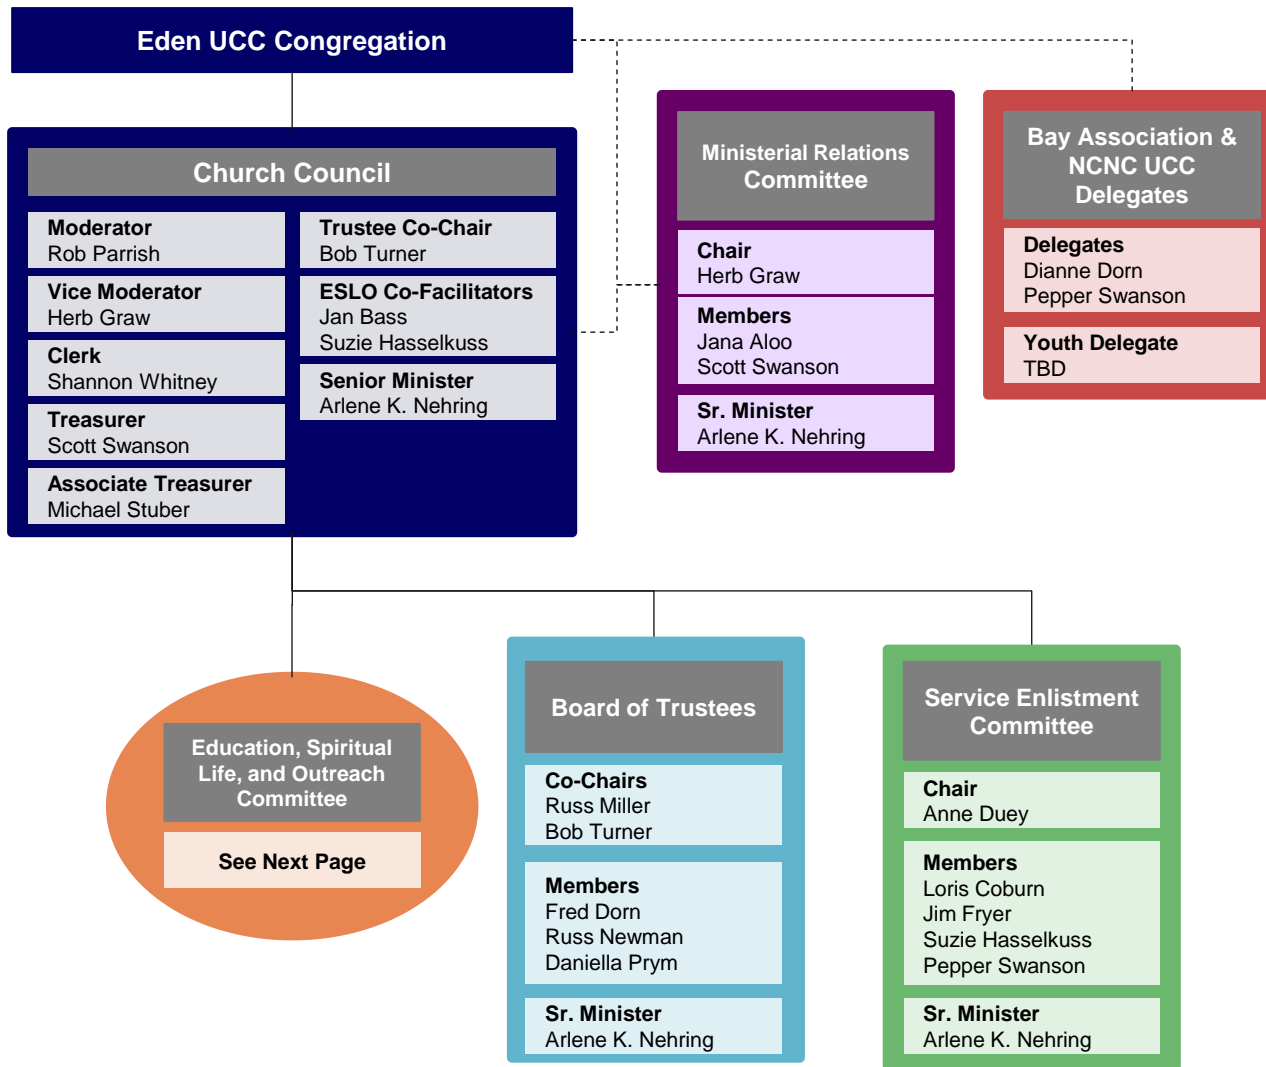 Eden UCC Congregation
Church Council
Moderator
Rob Parrish
Vice Moderator
Herb Graw
Clerk
Shannon Whitney
Treasurer
Scott Swanson
Associate Treasurer
Michael Stuber
Trustee Co-Chair
Bob Turner
ESLO Co-Facilitators
Jan Bass
Suzie Hasselkuss
Senior Minister
Arlene K. Nehring
Ministerial Relations
Committee
Chair
Herb Graw
Members
Jana Aloo
Scott Swanson
Sr. Minister
Arlene K. Nehring
Bay Association &
NCNC UCC
Delegates
Delegates
Dianne Dorn
Pepper Swanson
Youth Delegate
TBD
Education, Spiritual
Life, and Outreach
Committee
See Next Page
Board of Trustees
Co-Chairs
Russ Miller
Bob Turner
Members
Fred Dorn
Russ Newman
Daniella Prym
Sr. Minister
Arlene K. Nehring
Service Enlistment
Committee
Chair
Anne Duey
Members
Loris Coburn
Jim Fryer
Suzie Hasselkuss
Pepper Swanson
Sr. Minister
Arlene K. Nehring